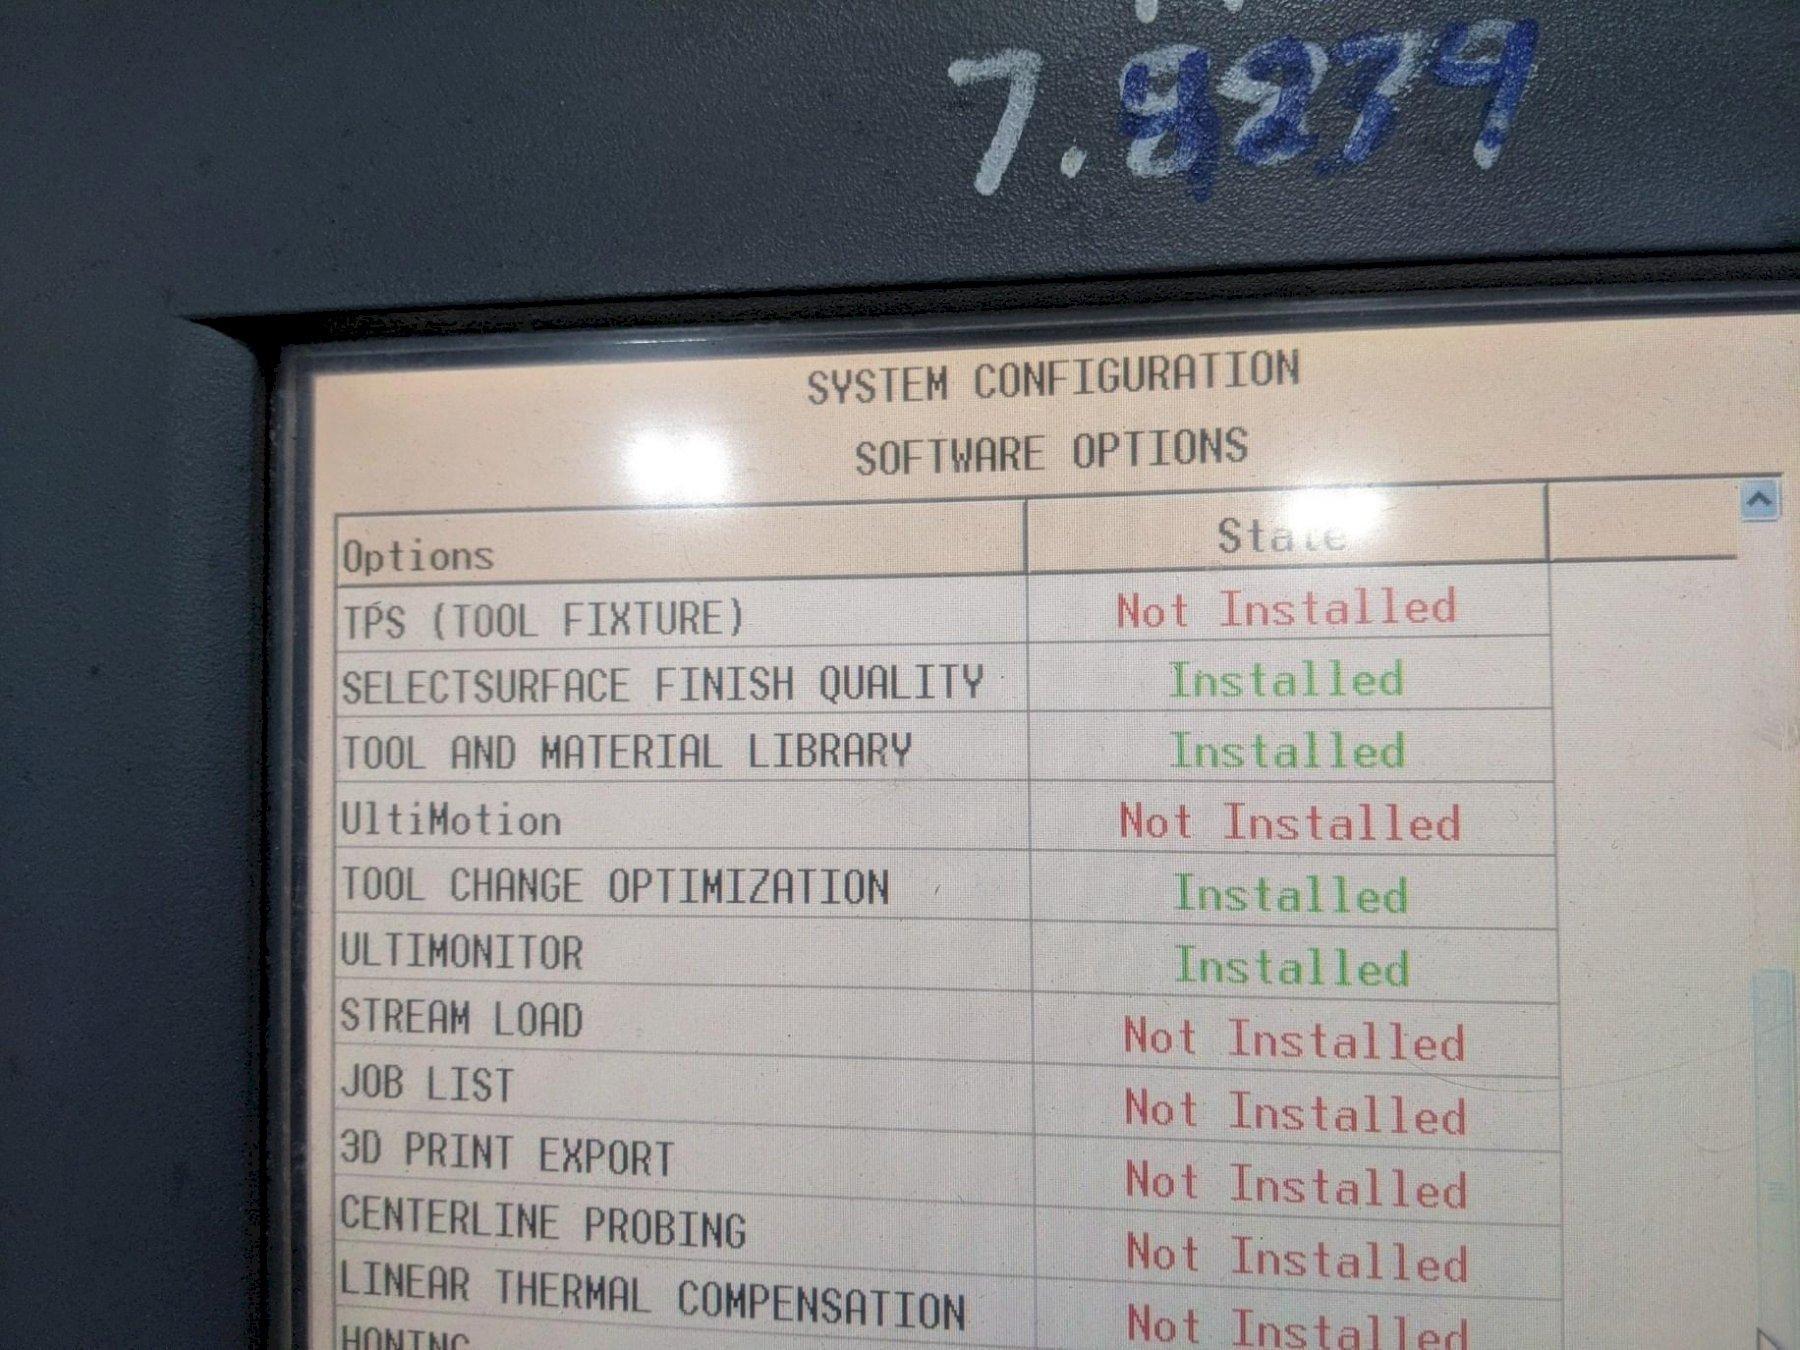 SYSTEM CONFIGURATION
SOFTWARE OPTIONS
Options State
TPS (TOOL FIXTURE) Not Installed
SELECTSURFACE FINISH QUALITY Installed
TOOL AND MATERIAL LIBRARY Installed
UltiMotion Not Installed
TOOL CHANGE OPTIMIZATION Installed
ULTIMONITOR Installed
STREAM LOAD Not Installed
JOB LIST Not Installed
3D PRINT EXPORT Not Installed
CENTERLINE PROBING Not Installed
LINEAR THERMAL COMPENSATION Not Installed